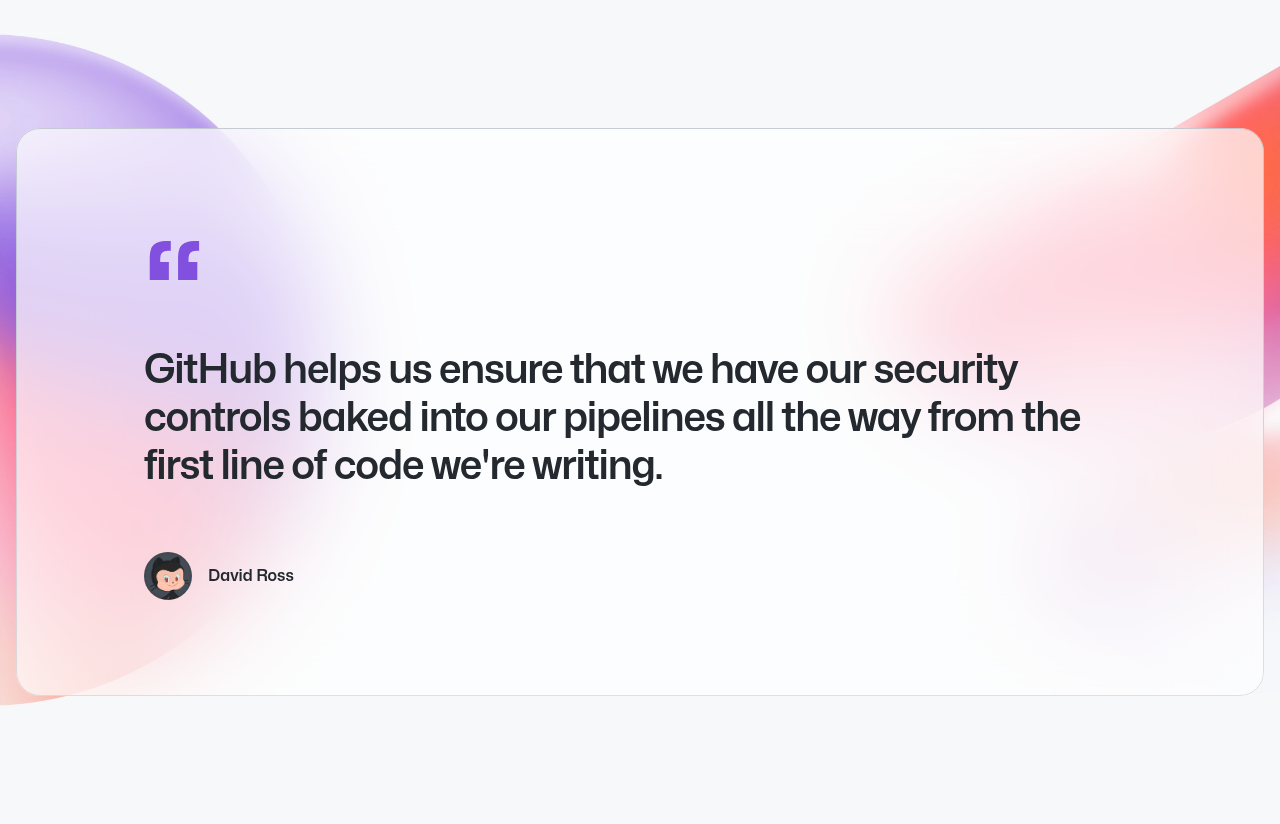 “
GitHub helps us ensure that we have our security
controls baked into our pipelines all the way from the
first line of code we're writing.
David Ross